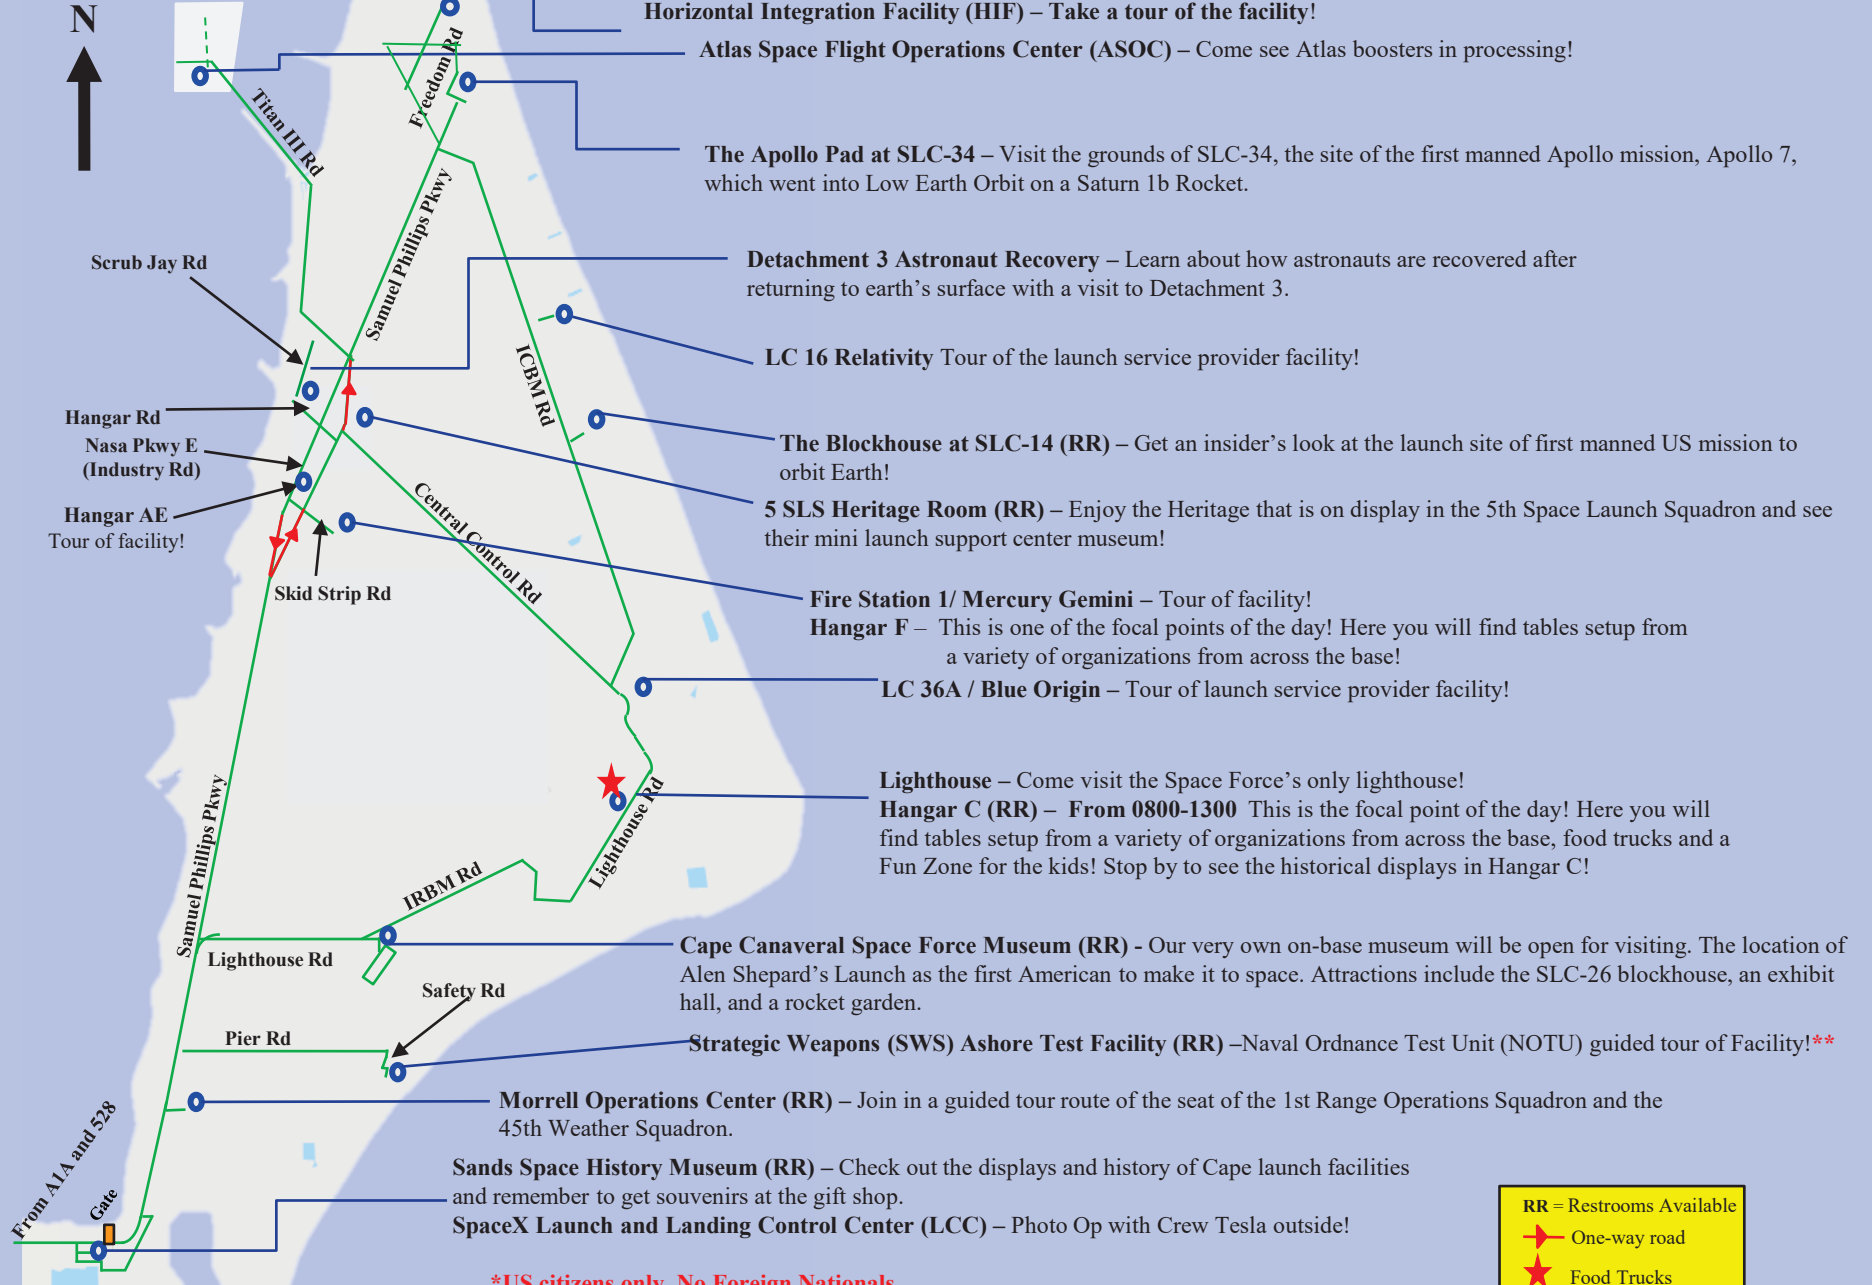 N
Horizontal Integration Facility (HIF) – Take a tour of the facility!
Atlas Space Flight Operations Center (ASOC) – Come see Atlas boosters in processing!
Freedom Rd
Titan III Rd
The Apollo Pad at SLC-34 – Visit the grounds of SLC-34, the site of the first manned Apollo mission, Apollo 7,
which went into Low Earth Orbit on a Saturn 1b Rocket.
Samuel Phillips Pkwy
Scrub Jay Rd
Detachment 3 Astronaut Recovery – Learn about how astronauts are recovered after
returning to earth’s surface with a visit to Detachment 3.
LC 16 Relativity Tour of the launch service provider facility!
ICBM Rd
Hangar Rd
Nasa Pkwy E
(Industry Rd)
The Blockhouse at SLC-14 (RR) – Get an insider’s look at the launch site of first manned US mission to
orbit Earth!
5 SLS Heritage Room (RR) – Enjoy the Heritage that is on display in the 5th Space Launch Squadron and see
their mini launch support center museum!
Hangar AE
Tour of facility!
Central Control Rd
Skid Strip Rd
Fire Station 1/ Mercury Gemini – Tour of facility!
Hangar F – This is one of the focal points of the day! Here you will find tables setup from
a variety of organizations from across the base!
LC 36A / Blue Origin – Tour of launch service provider facility!
Lighthouse – Come visit the Space Force’s only lighthouse!
Hangar C (RR) – From 0800-1300 This is the focal point of the day! Here you will
find tables setup from a variety of organizations from across the base, food trucks and a
Fun Zone for the kids! Stop by to see the historical displays in Hangar C!
Lighthouse Rd
Samuel Phillips Pkwy
IRBM Rd
Cape Canaveral Space Force Museum (RR) - Our very own on-base museum will be open for visiting. The location of
Alen Shepard’s Launch as the first American to make it to space. Attractions include the SLC-26 blockhouse, an exhibit
hall, and a rocket garden.
Lighthouse Rd
Safety Rd
Pier Rd
Strategic Weapons (SWS) Ashore Test Facility (RR) –Naval Ordnance Test Unit (NOTU) guided tour of Facility!**
Morrell Operations Center (RR) – Join in a guided tour route of the seat of the 1st Range Operations Squadron and the
45th Weather Squadron.
From A1A and 528
Gate
Sands Space History Museum (RR) – Check out the displays and history of Cape launch facilities
and remember to get souvenirs at the gift shop.
SpaceX Launch and Landing Control Center (LCC) – Photo Op with Crew Tesla outside!
RR = Restrooms Available
One-way road
Food Trucks
*US citizens only, No Foreign Nationals